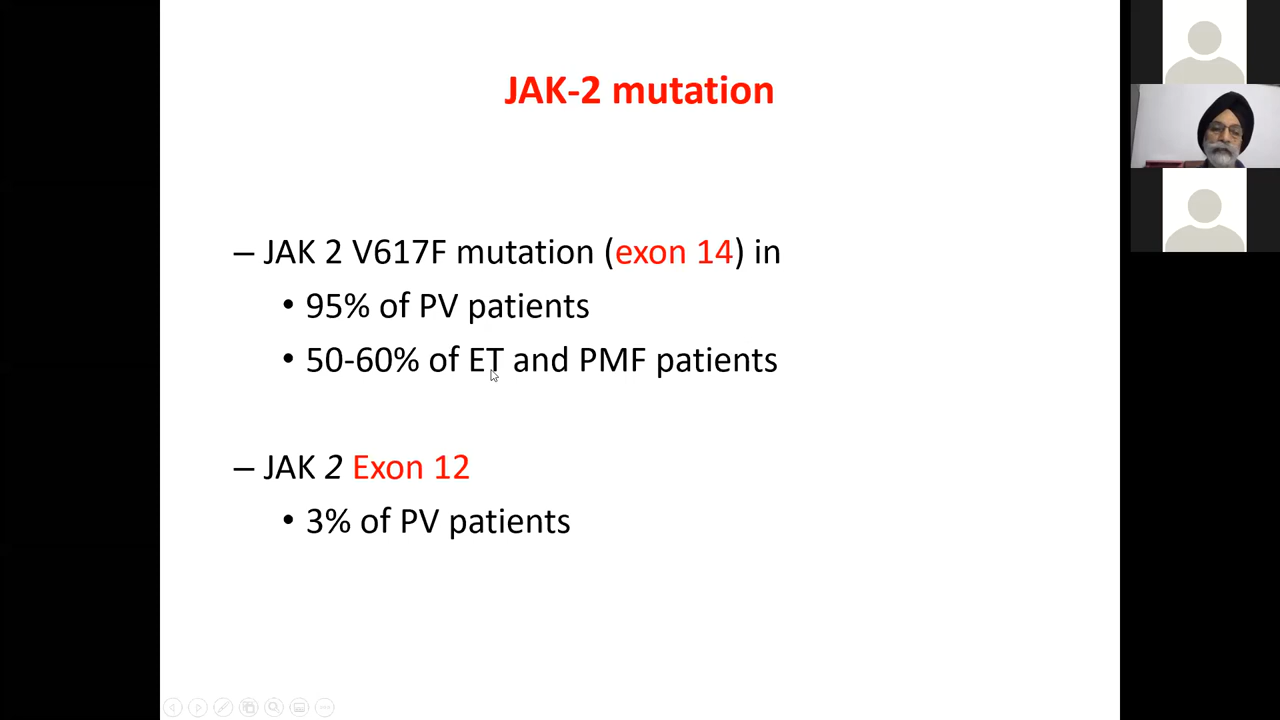 JAK-2 mutation
– JAK 2 V617F mutation (exon 14) in
• 95% of PV patients
• 50-60% of ET and PMF patients
– JAK 2 Exon 12
• 3% of PV patients